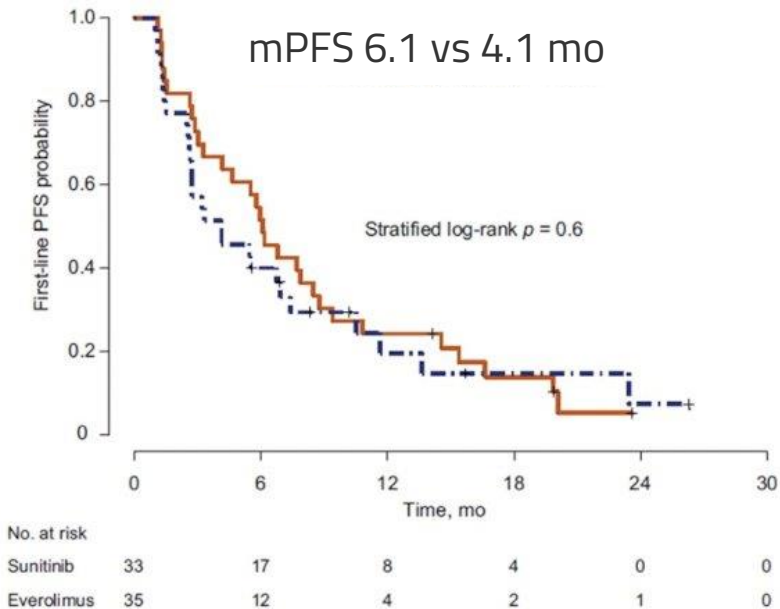 mPFS 6.1 vs 4.1 mo
First-line PFS probability
1.0
0.8
0.6
0.4
0.2
0
Stratified log-rank p = 0.6
0 6 12 18 24 30
Time, mo
No. at risk
Sunitinib 33 17 8 4 0 0
Everolimus 35 12 4 2 1 0